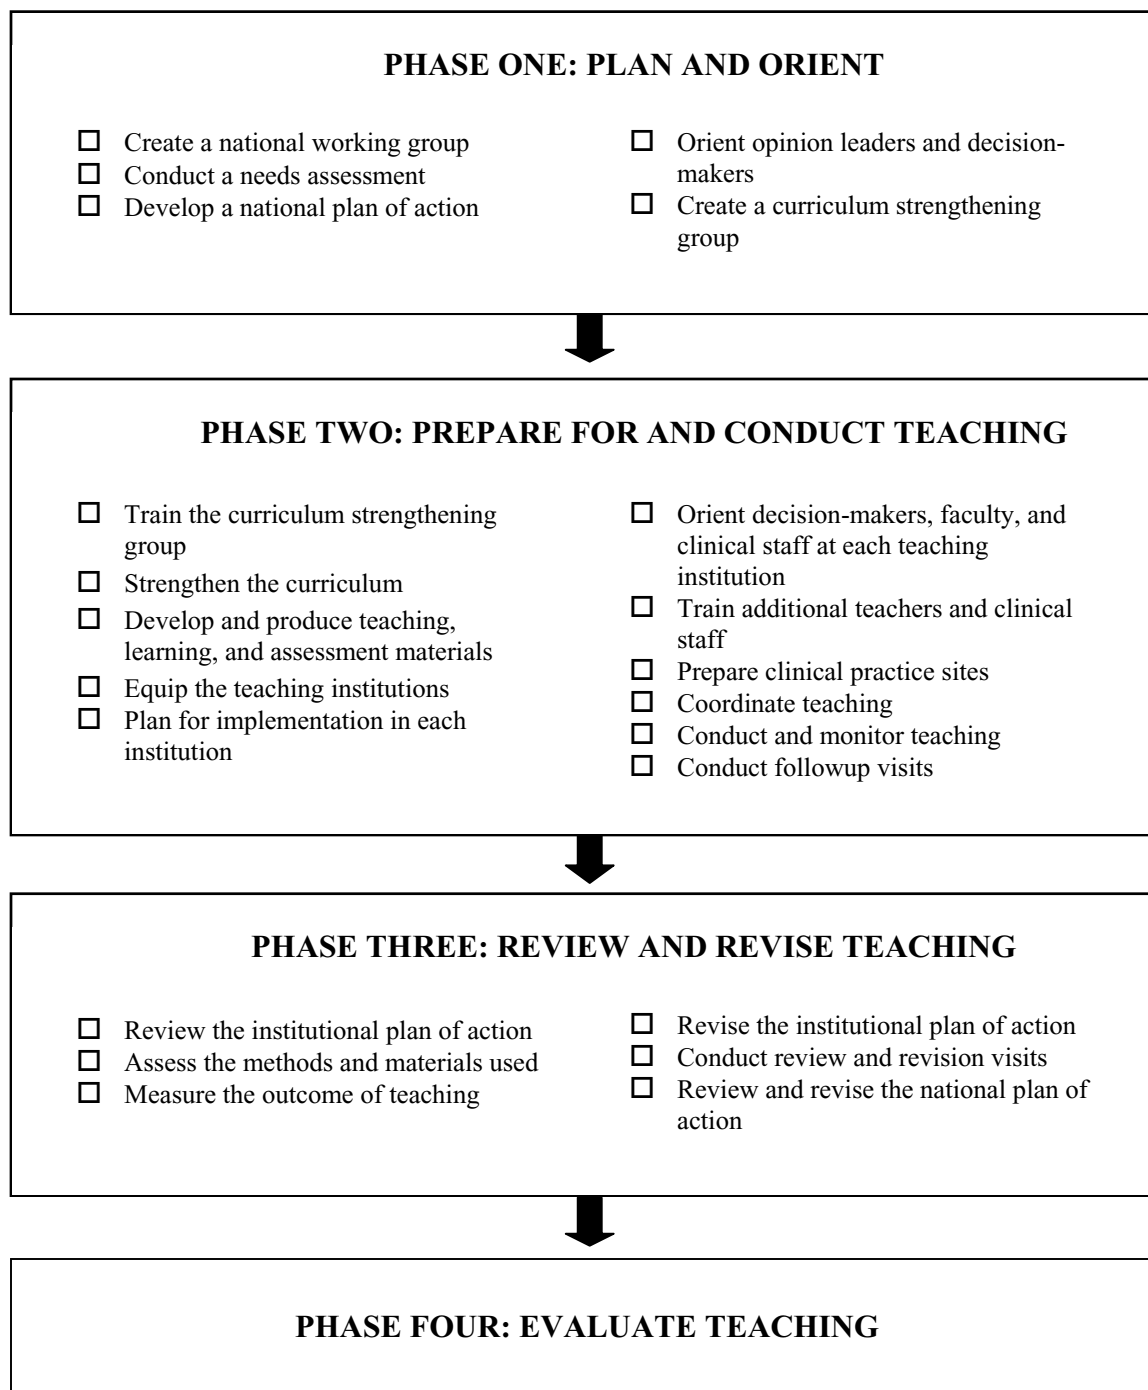 PHASE ONE: PLAN AND ORIENT
☐ Create a national working group
☐ Conduct a needs assessment
☐ Develop a national plan of action
☐ Orient opinion leaders and decision-
makers
☐ Create a curriculum strengthening
group
PHASE TWO: PREPARE FOR AND CONDUCT TEACHING
☐ Train the curriculum strengthening
group
☐ Strengthen the curriculum
☐ Develop and produce teaching,
learning, and assessment materials
☐ Equip the teaching institutions
☐ Plan for implementation in each
institution
☐ Orient decision-makers, faculty, and
clinical staff at each teaching
institution
☐ Train additional teachers and clinical
staff
☐ Prepare clinical practice sites
☐ Coordinate teaching
☐ Conduct and monitor teaching
☐ Conduct followup visits
PHASE THREE: REVIEW AND REVISE TEACHING
☐ Review the institutional plan of action
☐ Assess the methods and materials used
☐ Measure the outcome of teaching
☐ Revise the institutional plan of action
☐ Conduct review and revision visits
☐ Review and revise the national plan of
action
PHASE FOUR: EVALUATE TEACHING